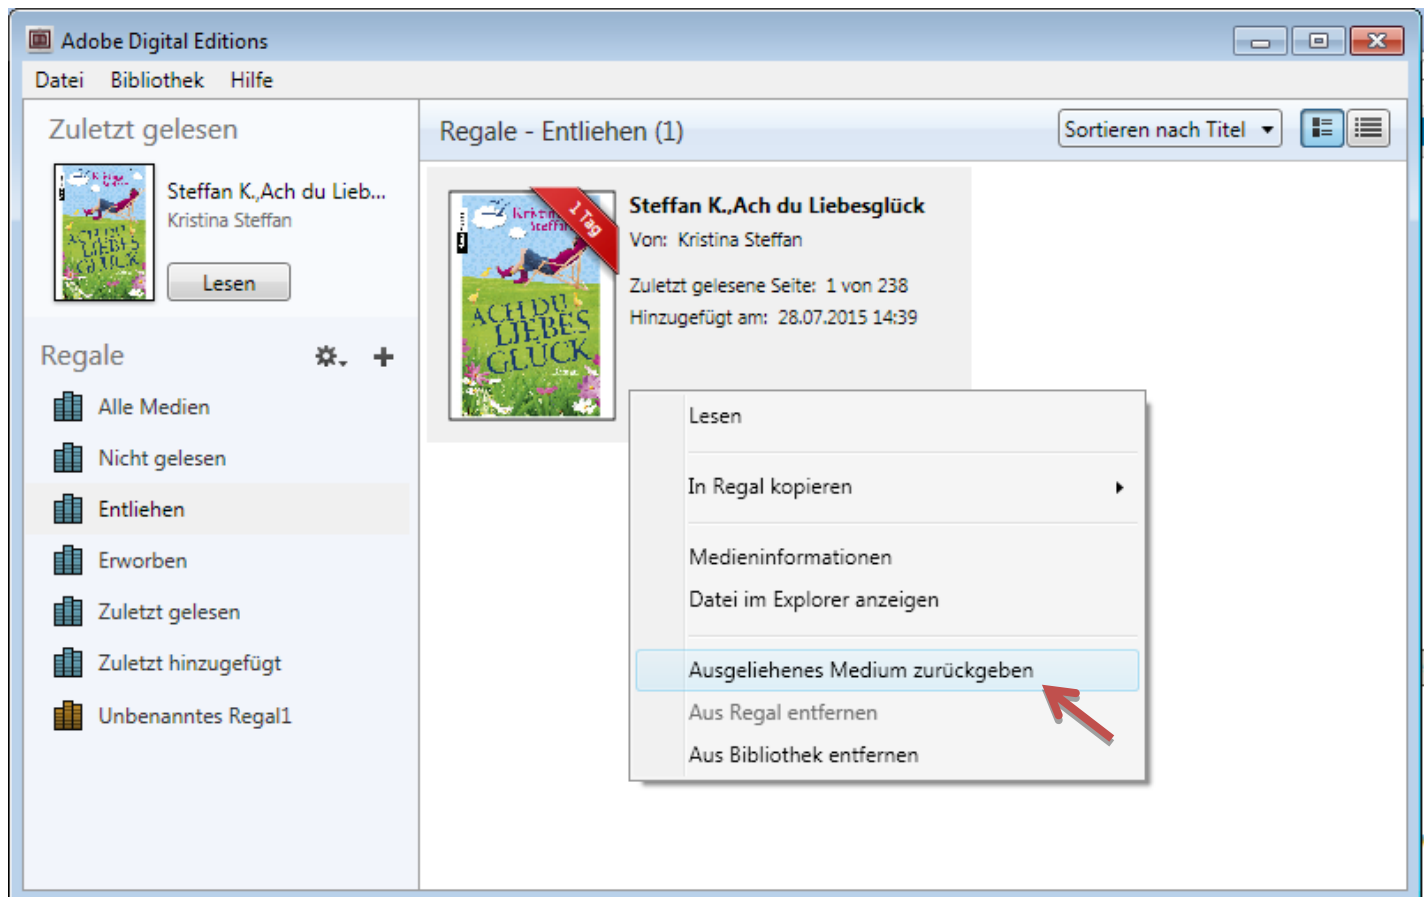 Adobe Digital Editions
Datei Bibliothek Hilfe
Zuletzt gelesen
Steffan K.,Ach du Lieb...
Kristina Steffan
Lesen
Regale
Alle Medien
Nicht gelesen
Entliehen
Erworben
Zuletzt gelesen
Zuletzt hinzugefügt
Unbenanntes Regal1
Regale - Entliehen (1)
Sortieren nach Titel
1 Tag
ACH DU
LIEBES
GLÜCK
Steffan K.,Ach du Liebesglück
Von: Kristina Steffan
Zuletzt gelesene Seite: 1 von 238
Hinzugefügt am: 28.07.2015 14:39
Lesen
In Regal kopieren
Medieninformationen
Datei im Explorer anzeigen
Ausgeliehenes Medium zurückgeben
Aus Regal entfernen
Aus Bibliothek entfernen